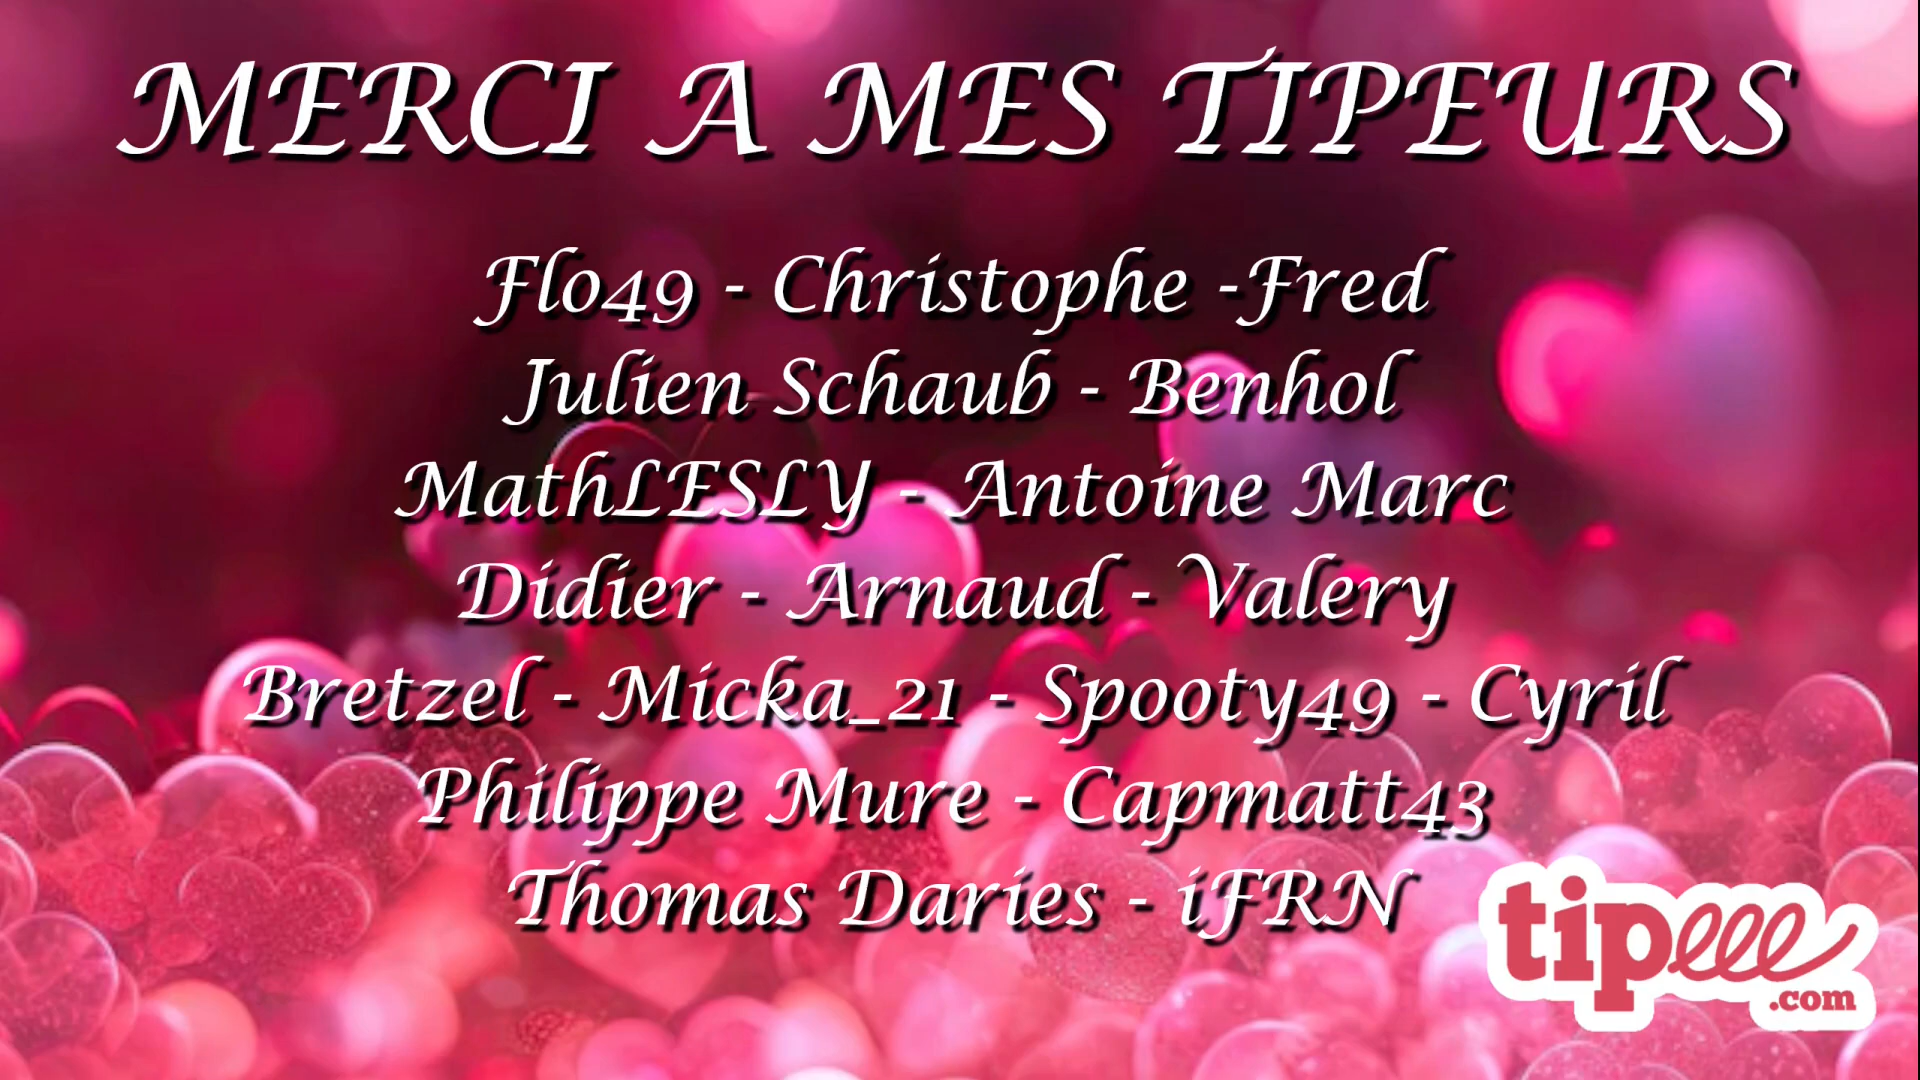 MERCI A MES TIPEURS
Flo49 - Christophe -Fred
Julien Schaub - Benhol
MathLESLY - Antoine Marc
Didier - Arnaud - Valery
Bretzel - Micka_21 - Spooty49 - Cyril
Philippe Mure - Capmatt43
Thomas Daries - iFRN
tipeee
.com